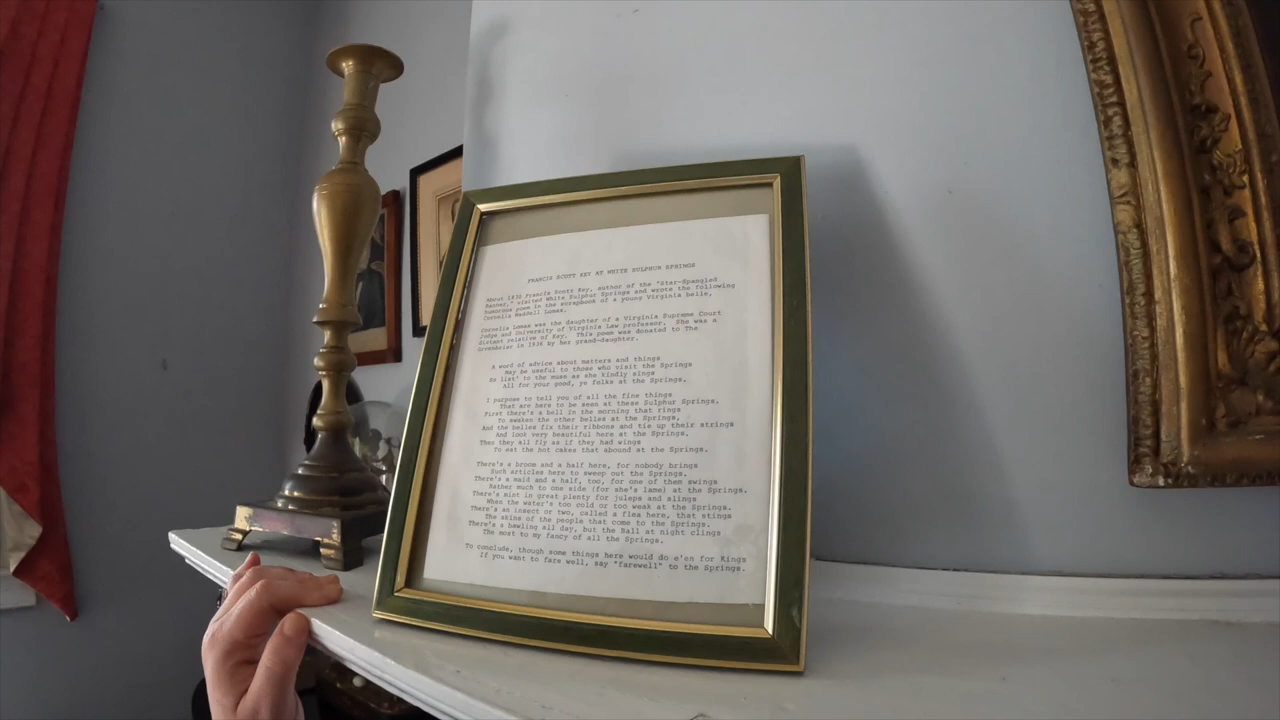 FRANCIS SCOTT KEY AT WHITE SULPHUR SPRINGS
About 1830 Francis Scott Key, author of the "Star-Spangled
Banner," visited White Sulphur Springs and wrote the following
humorous poem in the scrapbook of a young Virginia belle,
Cornelia Waddell Lomax.
Cornelia Lomax was the daughter of a Virginia Supreme Court
Judge and University of Virginia Law professor. She was a
distant relative of Key. This poem was donated to The
Greenbrier in 1936 by her grand-daughter.
A word of advice about matters and things
May be useful to those who visit the Springs
So list' to the muse as she kindly sings
All for your good, ye folks at the Springs,
I purpose to tell you of all the fine things
That are here to be seen at these Sulphur Springs,
First there's a bell in the morning that rings
To awaken the other belles at the Springs,
And the belles fix their ribbons and tie up their strings
And look very beautiful here at the Springs.
Then they all fly as if they had wings
To eat the hot cakes that abound at the Springs.
There's a broom and a half here, for nobody brings
Such articles here to sweep out the Springs.
There's a maid and a half, too, for one of them swings
Rather much to one side (for she's lame) at the Springs.
There's mint in great plenty for juleps and slings
When the water's too cold or too weak at the Springs.
There's an insect or two, called a flea here, that stings
The skins of the people that come to the Springs.
There's a bawling all day, but the Ball at night clings
The most to my fancy of all the Springs.
To conclude, though some things here would do e'en for Kings
If you want to fare well, say "farewell" to the Springs.